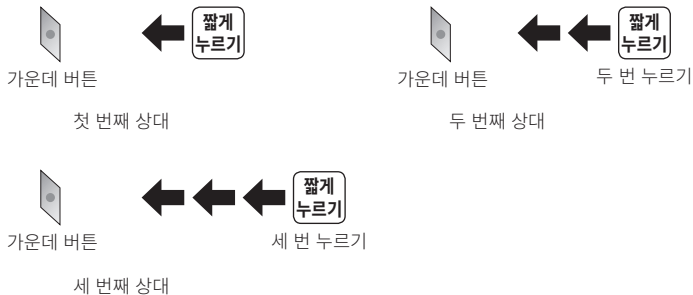 짧게
누르기
가운데 버튼
첫 번째 상대
짧게
누르기
가운데 버튼
두 번 누르기
두 번째 상대
짧게
누르기
가운데 버튼
세 번 누르기
세 번째 상대